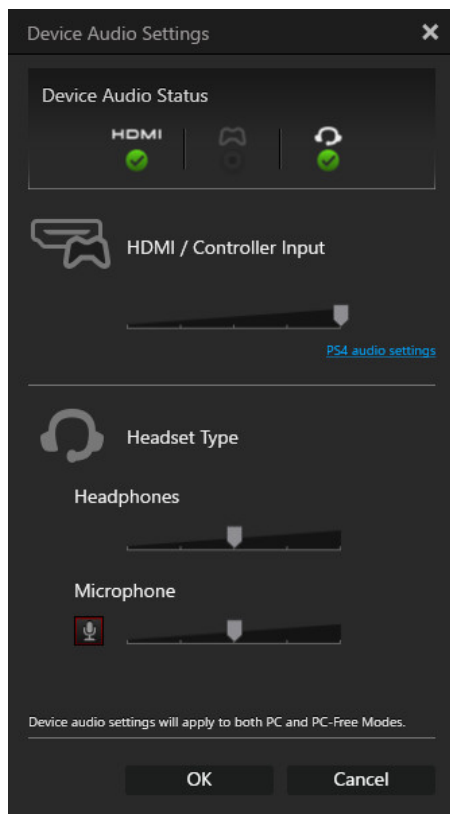 Device Audio Settings
Device Audio Status
HDMI
HDMI / Controller Input
PS4 audio settings
Headset Type
Headphones
Microphone
Device audio settings will apply to both PC and PC-Free Modes.
OK Cancel